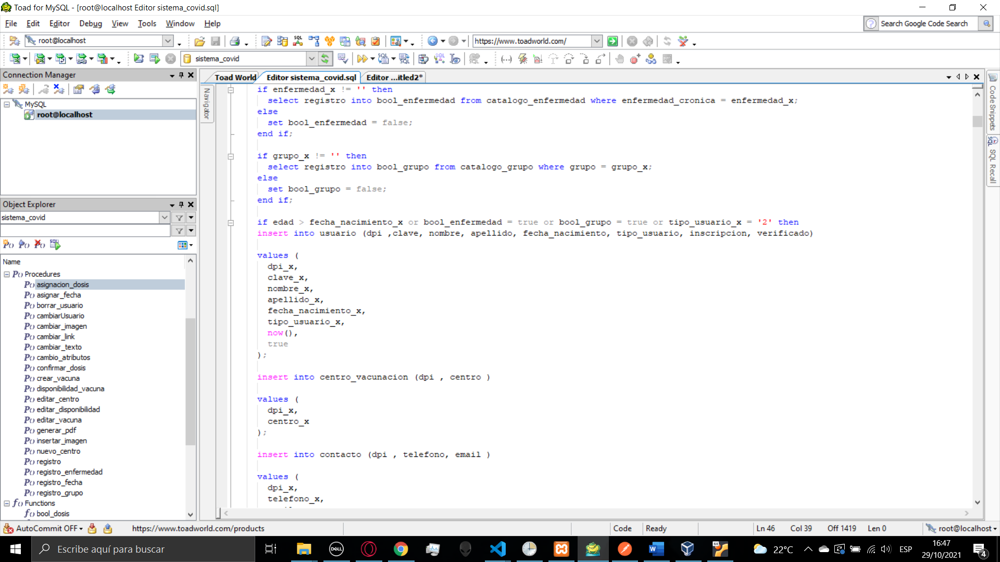 Toad for MySQL - [root@localhost Editor sistema_covid.sql]
File Edit Editor Debug View Tools Window Help
Search Google Code Search
root@localhost
https://www.toadworld.com/
sistema_covid
Connection Manager
MySQL
root@localhost
Object Explorer
sistema_covid
Name
Procedures
asignacion_dosis
asignar_fecha
borrar_usuario
cambiarUsuario
cambiar_imagen
cambiar_link
cambiar_texto
cambio_atributos
confirmar_dosis
crear_vacuna
disponibilidad_vacuna
editar_centro
editar_disponibilidad
editar_vacuna
generar_pdf
insertar_imagen
nuevo_centro
registro
registro_enfermedad
registro_fecha
registro_grupo
Functions
bool_dosis
Toad World Editor sistema_covid.sql Editor ...itled2*
Navigator
if enfermedad_x != '' then
select registro into bool_enfermedad from catalogo_enfermedad where enfermedad_cronica = enfermedad_x;
else
set bool_enfermedad = false;
end if;
if grupo_x != '' then
select registro into bool_grupo from catalogo_grupo where grupo = grupo_x;
else
set bool_grupo = false;
end if;
if edad > fecha_nacimiento_x or bool_enfermedad = true or bool_grupo = true or tipo_usuario_x = '2' then
insert into usuario (dpi ,clave, nombre, apellido, fecha_nacimiento, tipo_usuario, inscripcion, verificado)
values (
dpi_x,
clave_x,
nombre_x,
apellido_x,
fecha_nacimiento_x,
tipo_usuario_x,
now(),
true
);
insert into centro_vacunacion (dpi , centro )
values (
dpi_x,
centro_x
);
insert into contacto (dpi , telefono, email )
values (
dpi_x,
telefono_x,
Code Snippets
SQL Recall
AutoCommit OFF
https://www.toadworld.com/products
Code Ready Ln 46 Col 39 Off 1419 Len 0 root@localhost
Escribe aquí para buscar
22°C ESP 16:47
29/10/2021
4